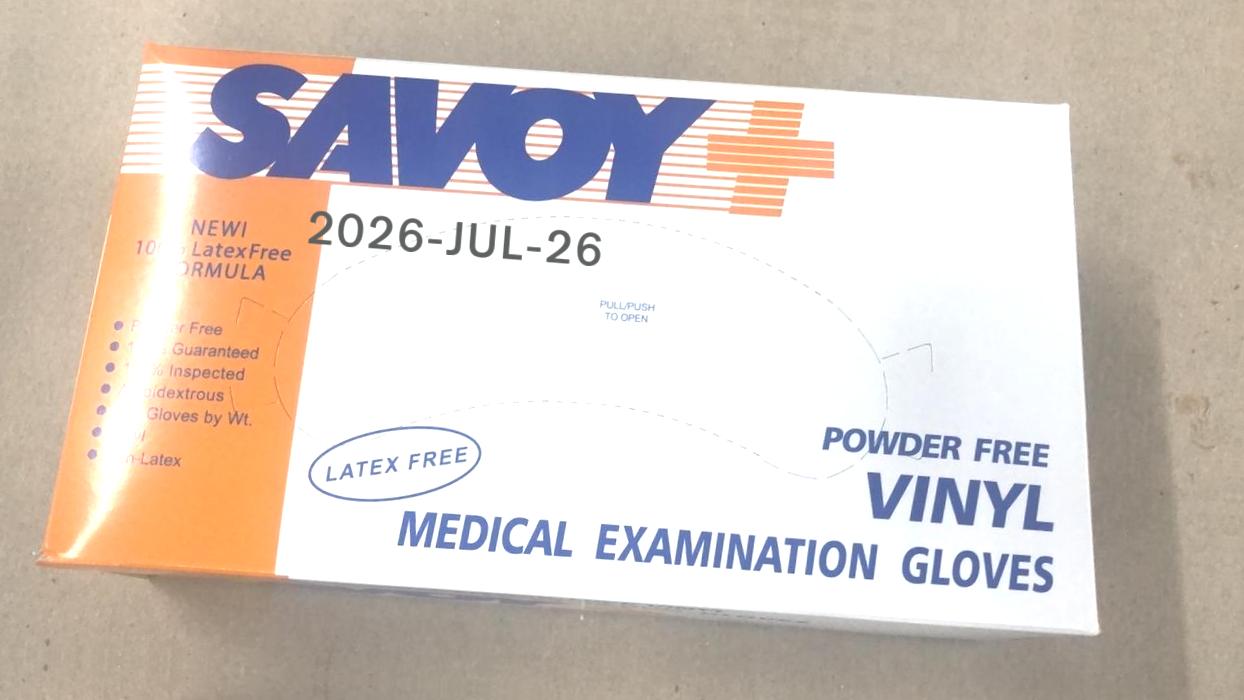 SAVOY
2026-JUL-26
NEW!
LatexFree
PULL/PUSH
TO OPEN
Free
Guaranteed
Inspected
Gloves by Wt.
LATEX FREE
POWDER FREE
VINYL
MEDICAL EXAMINATION GLOVES